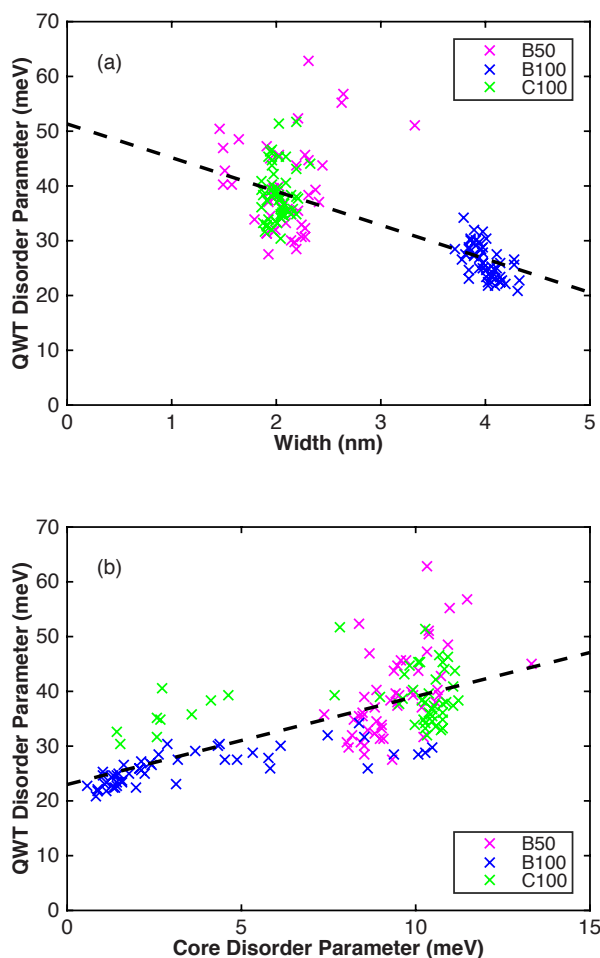 70
60
50
40
30
20
10
0
QWT Disorder Parameter (meV)
(a)
B50
B100
C100
0 1 2 3 4 5
Width (nm)
70
60
50
40
30
20
10
0
QWT Disorder Parameter (meV)
(b)
B50
B100
C100
0 5 10 15
Core Disorder Parameter (meV)